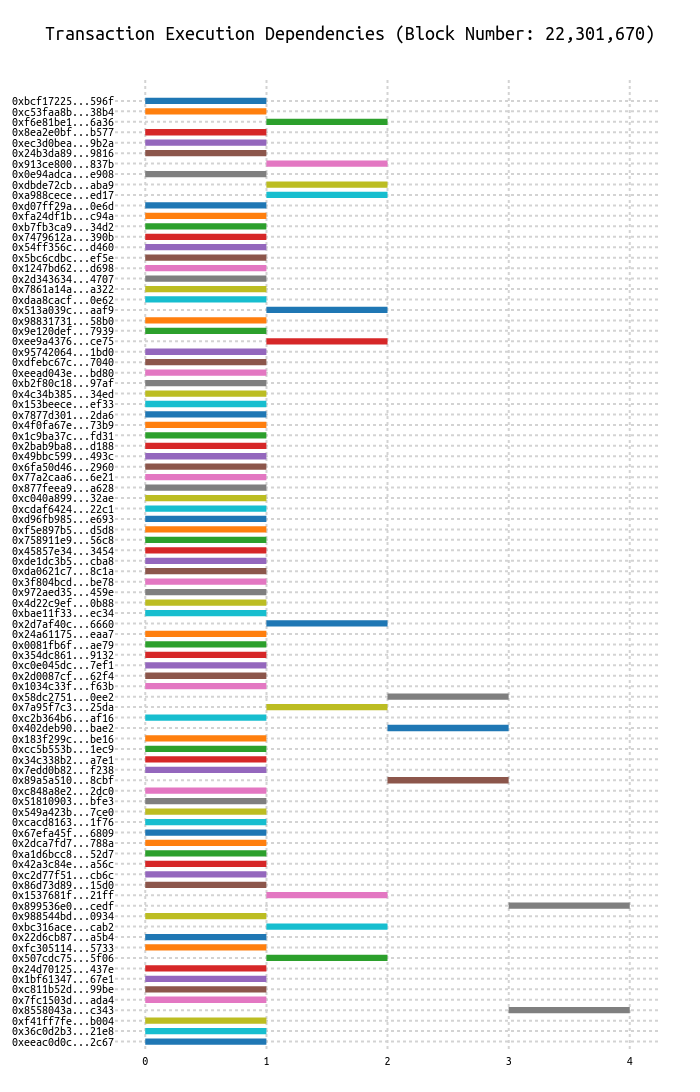 Transaction Execution Dependencies (Block Number: 22,301,670)
0xbcf17225...596f
0xc53faa8b...38b4
0xf6e81be1...6a36
0x8ea2e0bf...b577
0xec3d0bea...9b2a
0x24b3da89...9816
0x913ce800...837b
0x0e94adca...e908
0xdbde72cb...aba9
0xa988cece...ed17
0xd07ff29a...0e6d
0xfa24df1b...c94a
0xb7fb3ca9...34d2
0x7479612a...390b
0x54ff356c...d460
0x5bc6cdbc...ef5e
0x1247bd62...d698
0x2d343634...4707
0x7861a14a...a322
0xdaa8cacf...0e62
0x513a039c...aaf9
0x98831731...58b0
0x9e120def...7939
0xee9a4376...ce75
0x95742064...1bd0
0xdfebc67c...7040
0xeead043e...bd80
0xb2f80c18...97af
0x4c34b385...34ed
0x153beece...ef33
0x7877d301...2da6
0x4f0fa67e...73b9
0x1c9ba37c...fd31
0x2bab9ba8...d188
0x49bbc599...493c
0x6fa50d46...2960
0x77a2caa6...6e21
0x877feea9...a628
0xc040a899...32ae
0xcdaf6424...22c1
0xd96fb985...e693
0xf5e897b5...d5d8
0x758911e9...56c8
0x45857e34...3454
0xde1dc3b5...cba8
0xda0621c7...8c1a
0x3f804bcd...be78
0x972aed35...459e
0x4d22c9ef...0b88
0xbae11f33...ec34
0x2d7af40c...6660
0x24a61175...eaa7
0x0081fb6f...ae79
0x354dc861...9132
0xc0e045dc...7ef1
0x2d0087cf...62f4
0x1034c33f...f63b
0x58dc2751...0ee2
0x7a95f7c3...25da
0xc2b364b6...af16
0x402deb90...bae2
0x183f299c...be16
0xcc5b553b...1ec9
0x34c338b2...a7e1
0x7edd0b82...f238
0x89a5a510...8cbf
0xc848a8e2...2dc0
0x51810903...bfe3
0x549a423b...7ce0
0xcacd8163...1f76
0x67efa45f...6809
0x2dca7fd7...788a
0xa1d6bcc8...52d7
0x42a3c84e...a56c
0xc2d77f51...cb6c
0x86d73d89...15d0
0x1537681f...21ff
0x899536e0...cedf
0x988544bd...0934
0xbc316ace...cab2
0x22d6cb87...a5b4
0xfc305114...5733
0x507cdc75...5f06
0x24d70125...437e
0x1bf61347...67e1
0xc811b52d...99be
0x7fc1503d...ada4
0x8558043a...c343
0xf41ff7fe...b004
0x36c0d2b3...21e8
0xeeac0d0c...2c67
0 1 2 3 4